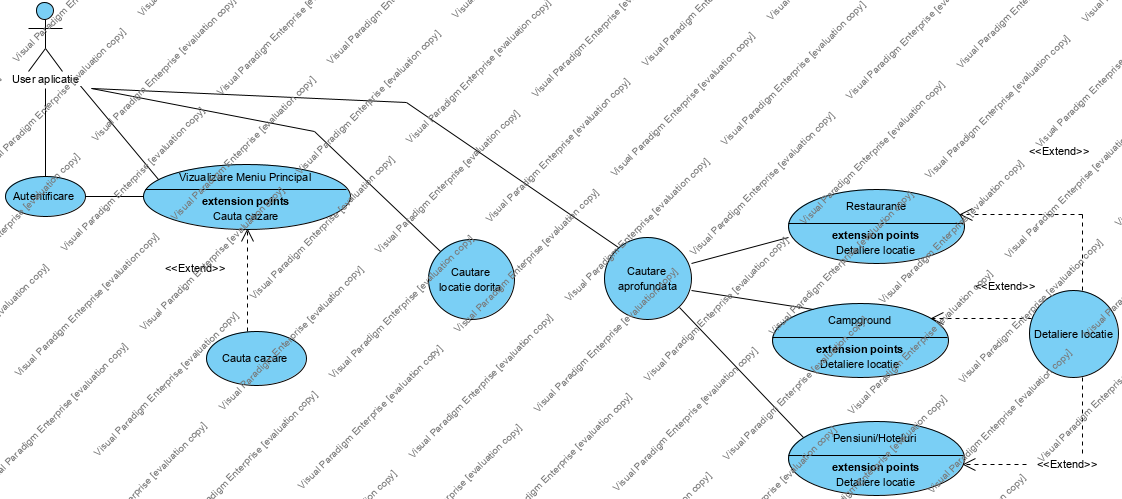 User aplicatie
Autentificare
Vizualizare Meniu Principal
extension points
Cauta cazare
<<Extend>>
Cauta cazare
Cautare
locatie dorita
Cautare
aprofundata
<<Extend>>
Restaurante
extension points
Detaliere locatie
<<Extend>>
Campground
extension points
Detaliere locatie
Detaliere locatie
Pensiuni/Hoteluri
extension points
Detaliere locatie
<<Extend>>
Visual Paradigm Enterprise [evaluation copy]